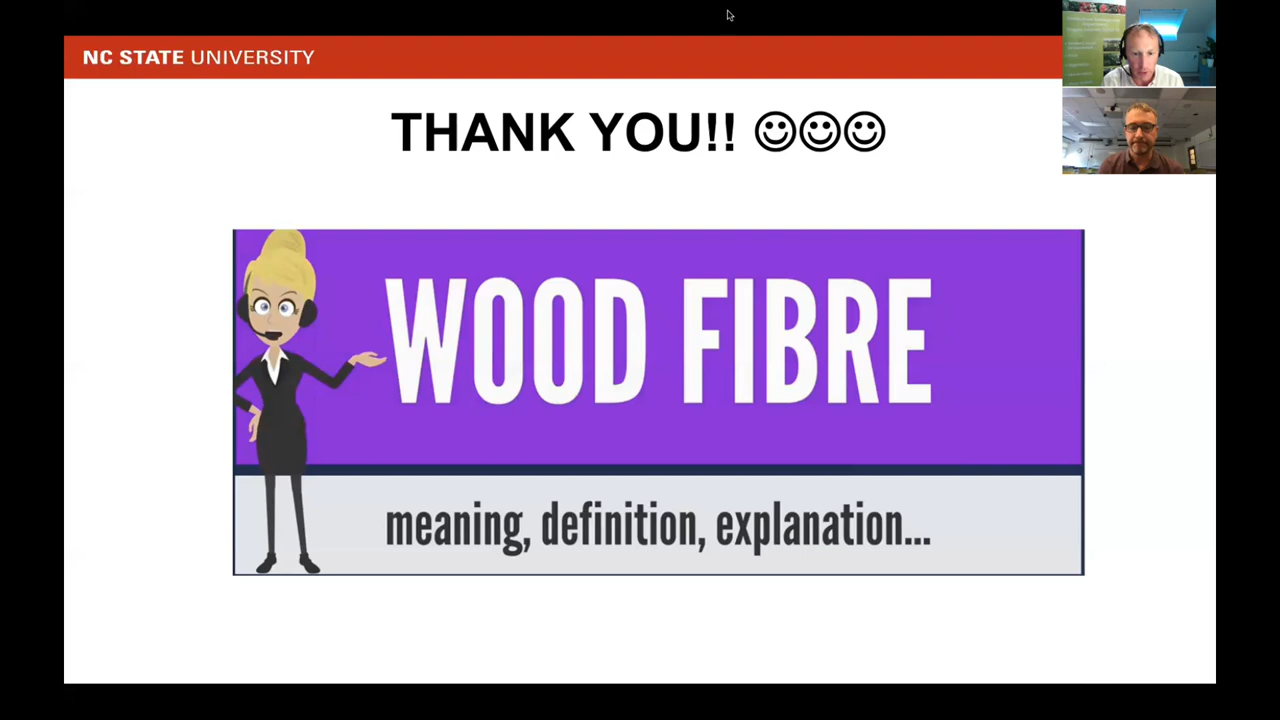 NC STATE UNIVERSITY
THANK YOU!! ☺☺☺
WOOD FIBRE
meaning, definition, explanation...